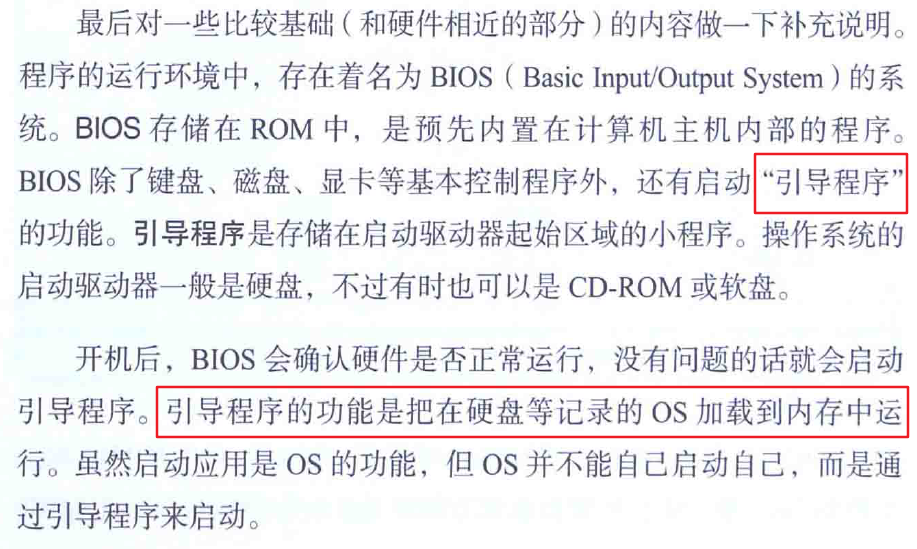 最后对一些比较基础（和硬件相近的部分）的内容做一下补充说明。
程序的运行环境中，存在着名为 BIOS（Basic Input/Output System）的系
统。BIOS 存储在 ROM 中，是预先内置在计算机主机内部的程序。
BIOS 除了键盘、磁盘、显卡等基本控制程序外，还有启动“引导程序”
的功能。引导程序是存储在启动驱动器起始区域的小程序。操作系统的
启动驱动器一般是硬盘，不过有时也可以是 CD-ROM 或软盘。
开机后，BIOS 会确认硬件是否正常运行，没有问题的话就会启动
引导程序。引导程序的功能是把在硬盘等记录的 OS 加载到内存中运
行。虽然启动应用是 OS 的功能，但 OS 并不能自己启动自己，而是通
过引导程序来启动。